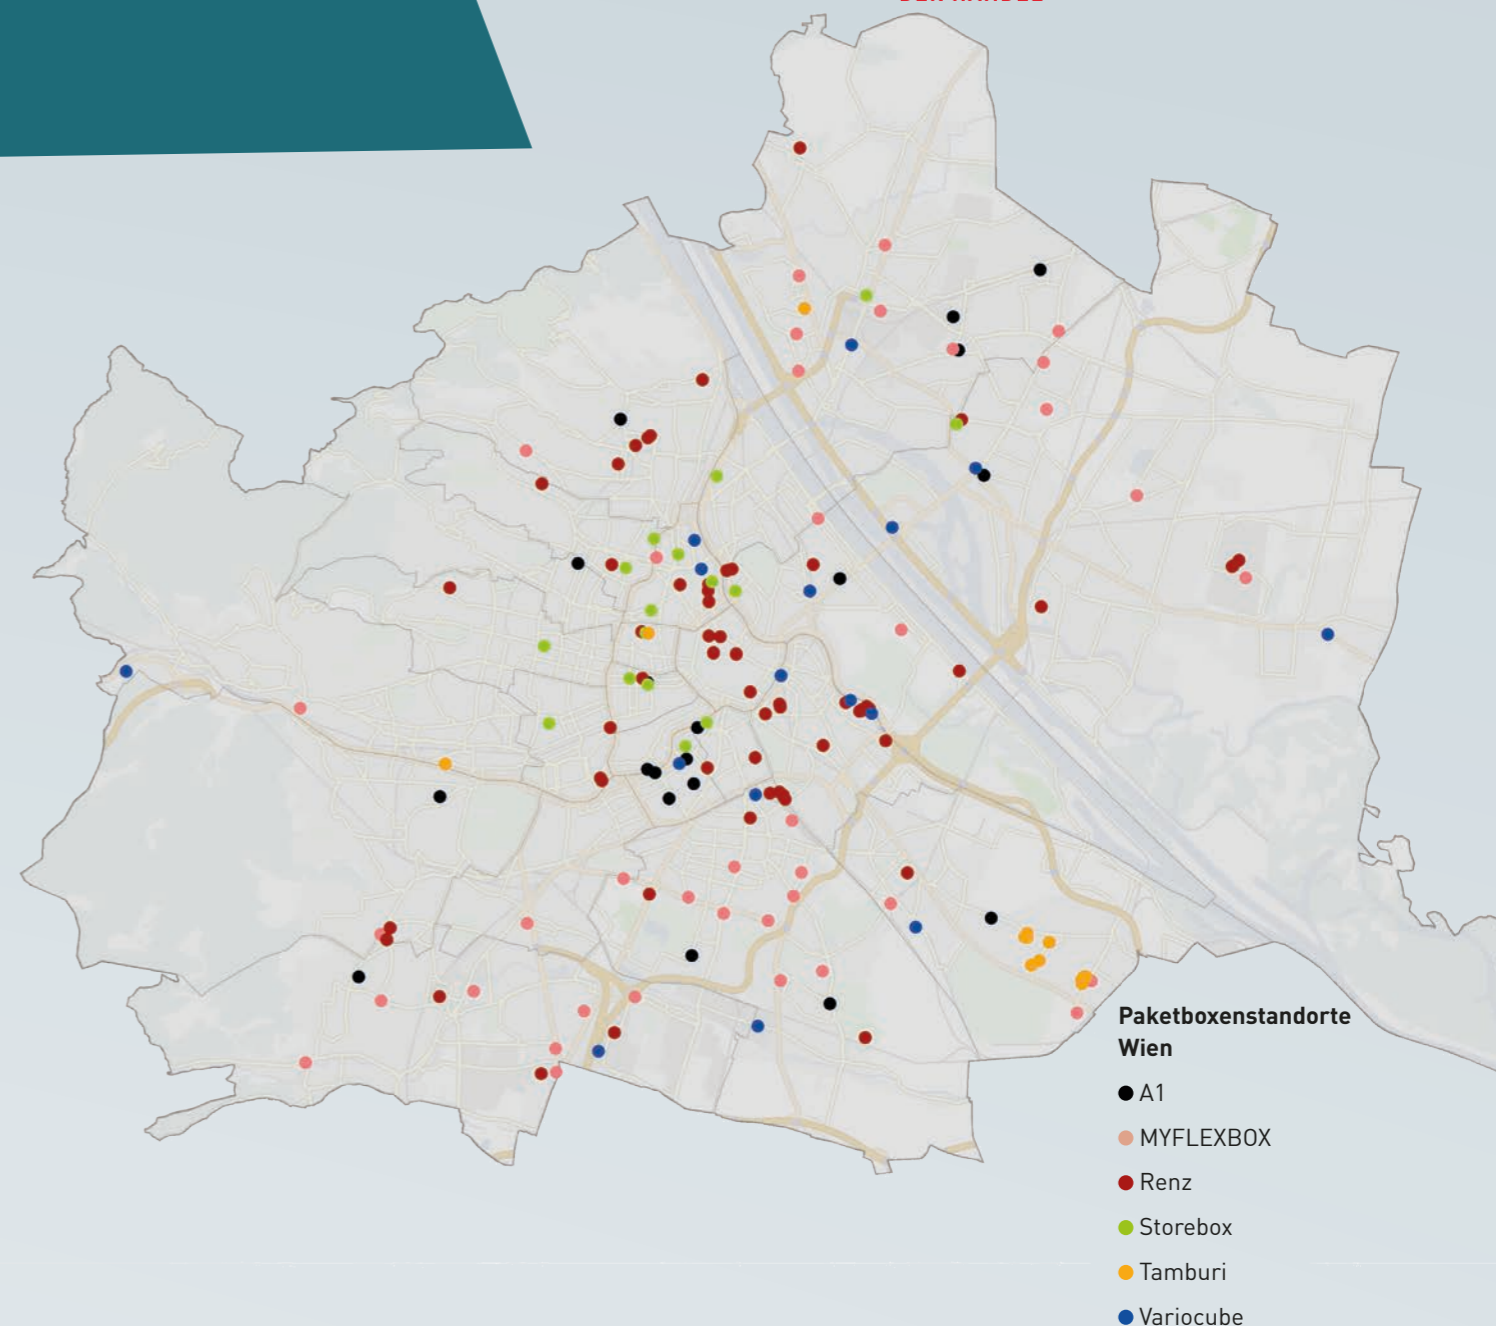 Paketboxenstandorte
Wien
A1
MYFLEXBOX
Renz
Storebox
Tamburi
Variocube